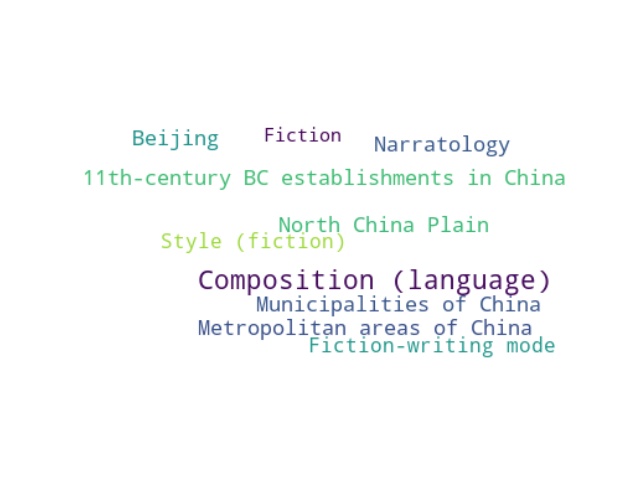 Beijing
Fiction
Narratology
11th-century BC establishments in China
North China Plain
Style (fiction)
Composition (language)
Municipalities of China
Metropolitan areas of China
Fiction-writing mode